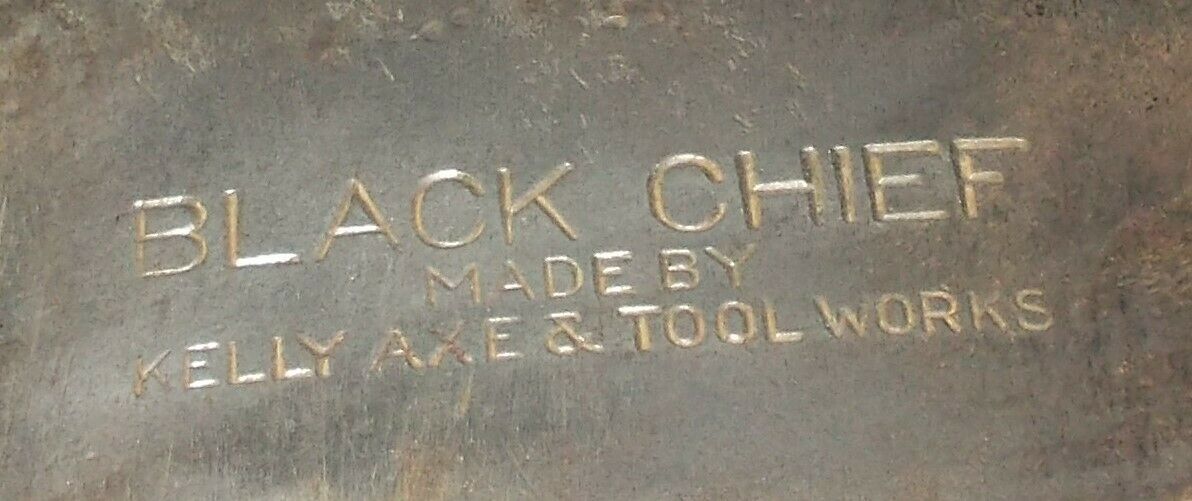 BLACK CHIEF
MADE BY
KELLY AXE & TOOL WORKS